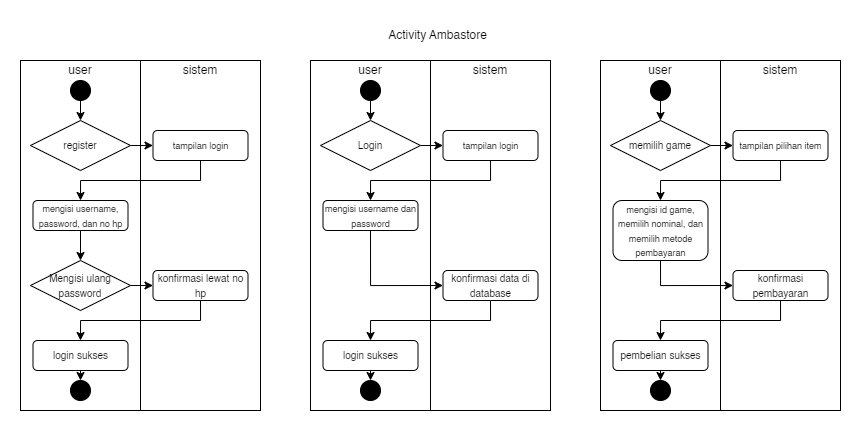 Activity Ambastore
user
sistem
register
tampilan login
mengisi username,
password, dan no hp
Mengisi ulang
password
konfirmasi lewat no
hp
login sukses
user
sistem
Login
tampilan login
mengisi username dan
password
konfirmasi data di
database
login sukses
user
sistem
memilih game
tampilan pilihan item
mengisi id game,
memilih nominal, dan
memilih metode
pembayaran
konfirmasi
pembayaran
pembelian sukses